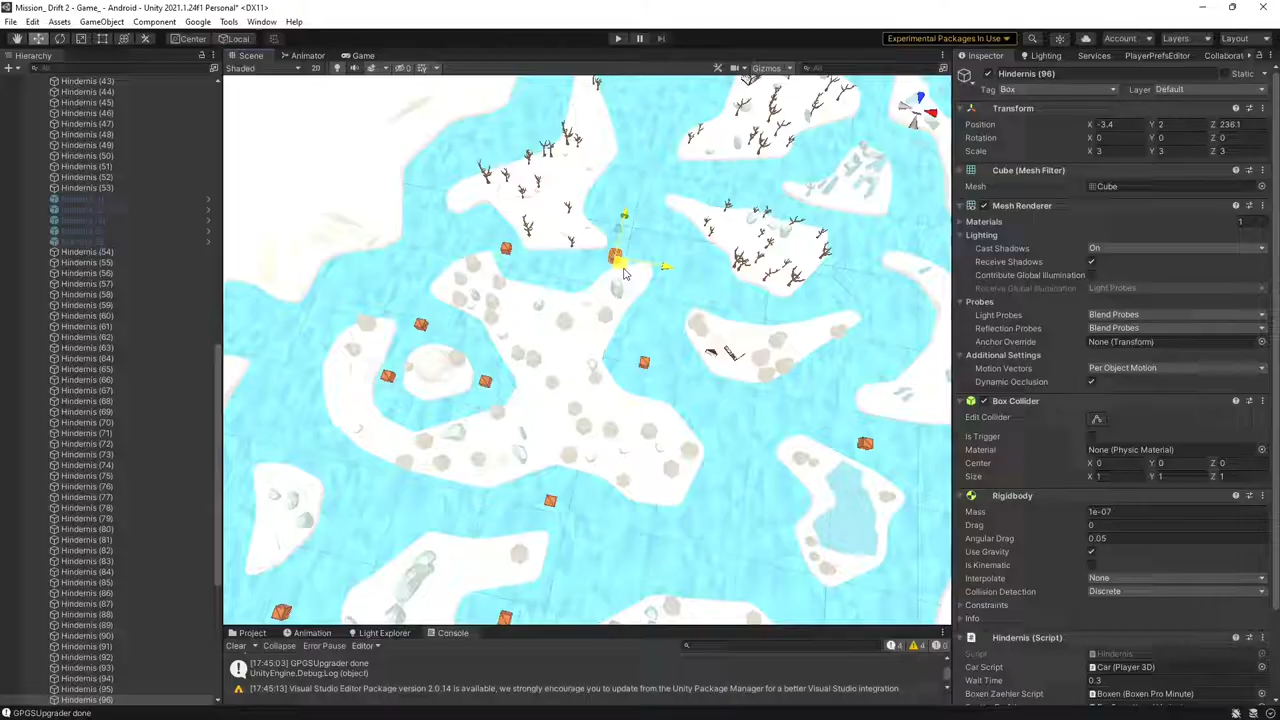 Mission_Drift 2 - Game_ - Android - Unity 2021.1.24f1 Personal* <DX11>
File Edit Assets GameObject Component Google Tools Window Help
Center Local Experimental Packages In Use Account Layers Layout
Hierarchy
All
Hindernis (43)
Hindernis (44)
Hindernis (45)
Hindernis (46)
Hindernis (47)
Hindernis (48)
Hindernis (49)
Hindernis (50)
Hindernis (51)
Hindernis (52)
Hindernis (53)
Hindernis (54)
Hindernis (55)
Hindernis (56)
Hindernis (57)
Hindernis (58)
Hindernis (59)
Hindernis (60)
Hindernis (61)
Hindernis (62)
Hindernis (63)
Hindernis (64)
Hindernis (65)
Hindernis (66)
Hindernis (67)
Hindernis (68)
Hindernis (69)
Hindernis (70)
Hindernis (71)
Hindernis (72)
Hindernis (73)
Hindernis (74)
Hindernis (75)
Hindernis (76)
Hindernis (77)
Hindernis (78)
Hindernis (79)
Hindernis (80)
Hindernis (81)
Hindernis (82)
Hindernis (83)
Hindernis (84)
Hindernis (85)
Hindernis (86)
Hindernis (87)
Hindernis (88)
Hindernis (89)
Hindernis (90)
Hindernis (91)
Hindernis (92)
Hindernis (93)
Hindernis (94)
Hindernis (95)
Hindernis (96)
Scene Animator Game
Shaded 2D 0 Gizmos All
Project Animation Light Explorer Console
Clear Collapse Error Pause Editor 4 4 0
[17:45:03] GPGSUpgrader done
UnityEngine.Debug:Log (object)
[17:45:13] Visual Studio Editor Package version 2.0.14 is available, we strongly encourage you to update from the Unity Package Manager for a better Visual Studio integration
GPGSUpgrader done
Inspector Lighting Services PlayerPrefsEditor Collaborat
Hindernis (96) Static
Tag Box Layer Default
Transform
Position X -3.4 Y 2 Z 236.1
Rotation X 0 Y 0 Z 0
Scale X 3 Y 3 Z 3
Cube (Mesh Filter)
Mesh Cube
Mesh Renderer
Materials 1
Lighting
Cast Shadows On
Receive Shadows
Contribute Global Illumination
Receive Global Illumination Light Probes
Probes
Light Probes Blend Probes
Reflection Probes Blend Probes
Anchor Override None (Transform)
Additional Settings
Motion Vectors Per Object Motion
Dynamic Occlusion
Box Collider
Edit Collider
Is Trigger
Material None (Physic Material)
Center X 0 Y 0 Z 0
Size X 1 Y 1 Z 1
Rigidbody
Mass 1e-07
Drag 0
Angular Drag 0.05
Use Gravity
Is Kinematic
Interpolate None
Collision Detection Discrete
Constraints
Info
Hindernis (Script)
Script Hindernis
Car Script Car (Player 3D)
Wait Time 0.3
Boxen Zaehler Script Boxen (Boxen Pro Minute)